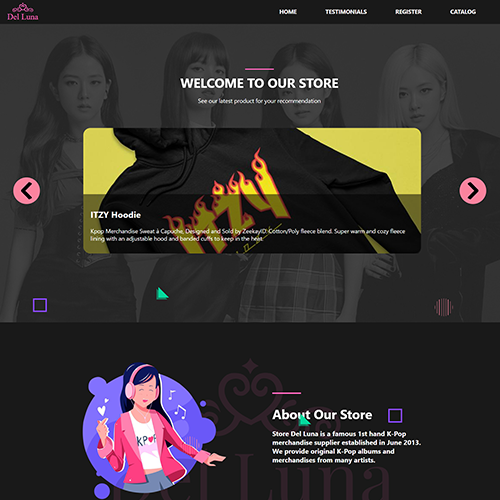 Del Luna
HOME TESTIMONIALS REGISTER CATALOG
WELCOME TO OUR STORE
See our latest product for your recommendation
ITZY
ITZY Hoodie
Kpop Merchandise Sweat à Capuche, Designed and Sold by ZeekayID Cotton/Poly fleece blend. Super warm and cozy fleece
lining with an adjustable hood and banded cuffs to keep in the heat.
KPOP
About Our Store
Store Del Luna is a famous 1st hand K-Pop
merchandise supplier established in June 2013.
We provide original K-Pop albums and
merchandises from many artists.
Del Luna